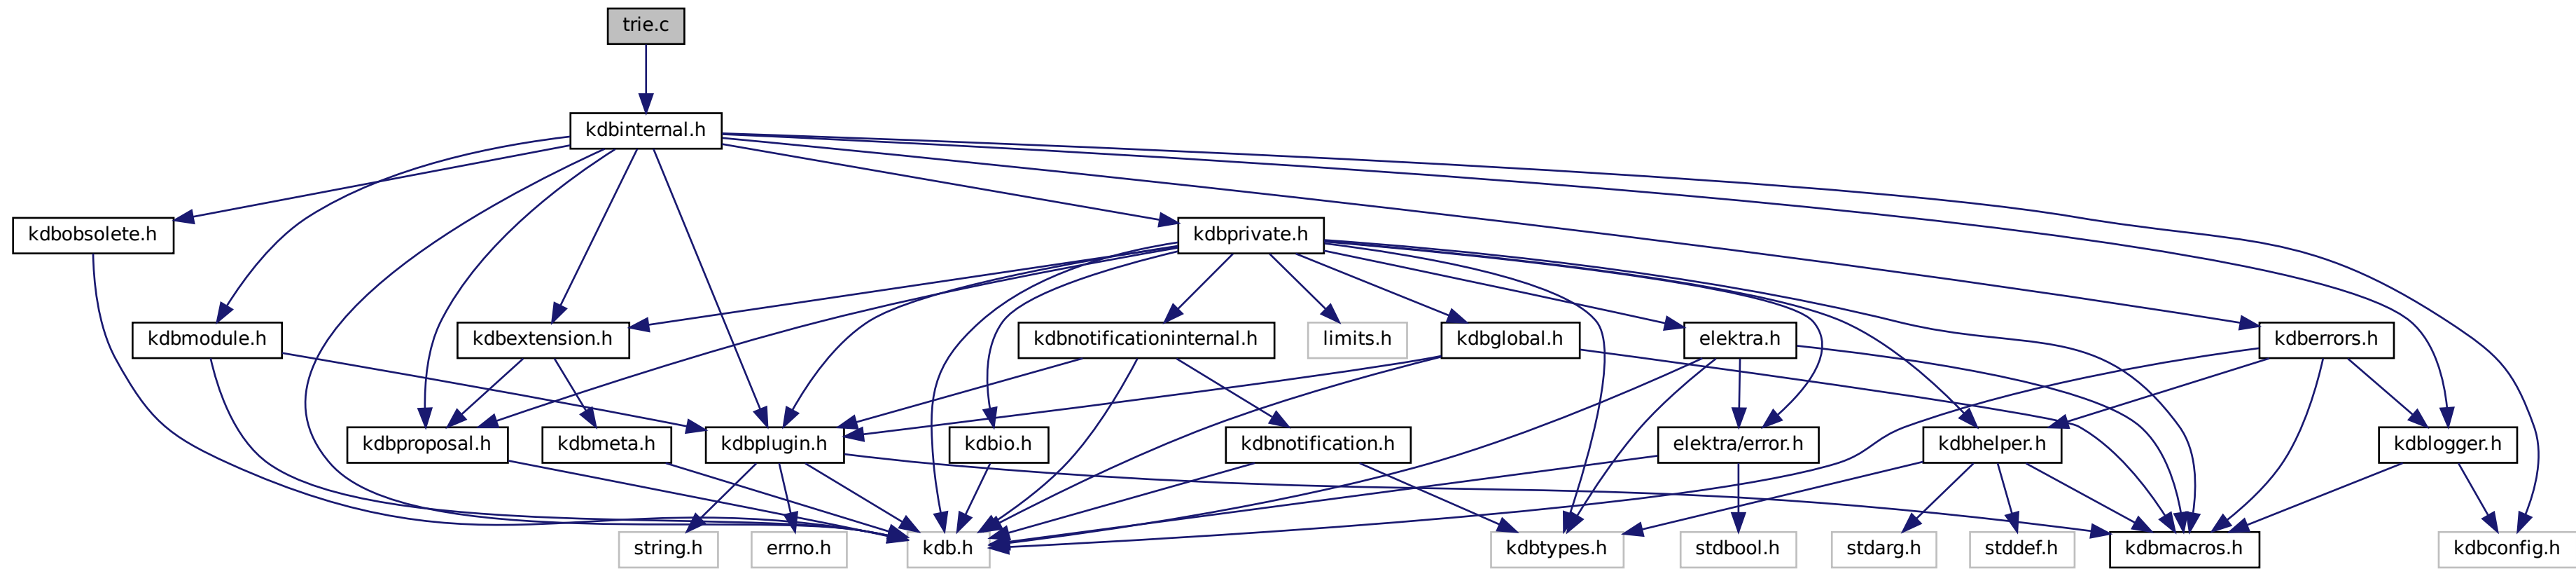 trie.c
kdbinternal.h
kdbobsolete.h
kdbprivate.h
kdbmodule.h
kdbextension.h
kdbnotificationinternal.h
limits.h
kdbglobal.h
elektra.h
kdberrors.h
kdbproposal.h
kdbmeta.h
kdbplugin.h
kdbio.h
kdbnotification.h
elektra/error.h
kdbhelper.h
kdblogger.h
string.h
errno.h
kdb.h
kdbtypes.h
stdbool.h
stdarg.h
stddef.h
kdbmacros.h
kdbconfig.h